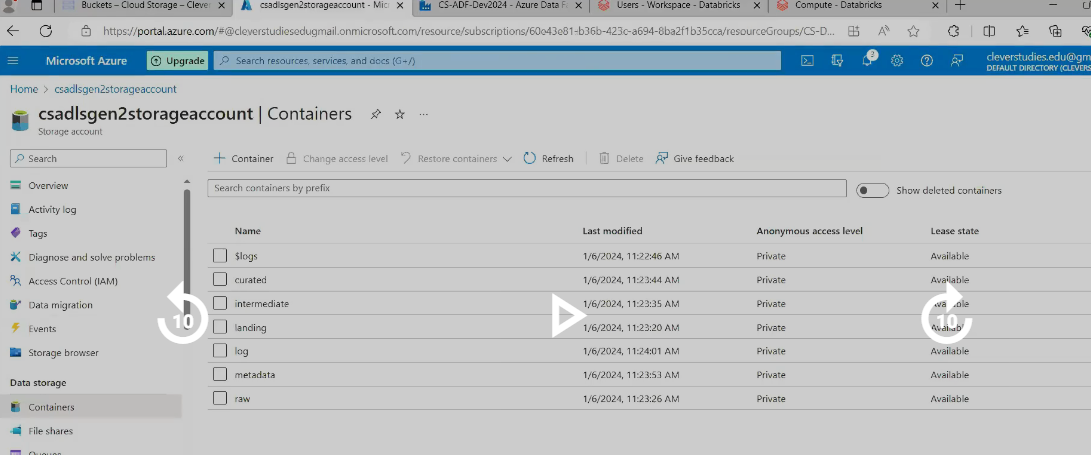 Buckets – Cloud Storage – Clever
csadlsgen2storageaccount - Mic
CS-ADF-Dev2024 - Azure Data Fa
Users - Workspace - Databricks
Compute - Databricks
https://portal.azure.com/#@cleverstudiesedugmail.onmicrosoft.com/resource/subscriptions/60e43e81-b36b-423c-a694-8ba2f1b35cca/resourceGroups/CS-D...
Microsoft Azure
Upgrade
Search resources, services, and docs (G+/)
3
cleverstudies.edu@gm
DEFAULT DIRECTORY (CLEVERS
Home > csadlsgen2storageaccount
csadlsgen2storageaccount | Containers
Storage account
Search
+ Container Change access level Restore containers Refresh Delete Give feedback
Search containers by prefix
Show deleted containers
Overview
Activity log
Tags
Diagnose and solve problems
Access Control (IAM)
Data migration
Events
Storage browser
Data storage
Containers
File shares
Queues
Name Last modified Anonymous access level Lease state
$logs 1/6/2024, 11:22:46 AM Private Available
curated 1/6/2024, 11:23:44 AM Private Available
intermediate 1/6/2024, 11:23:35 AM Private Available
landing 1/6/2024, 11:23:20 AM Private Available
log 1/6/2024, 11:24:01 AM Private Available
metadata 1/6/2024, 11:23:53 AM Private Available
raw 1/6/2024, 11:23:26 AM Private Available
10
10